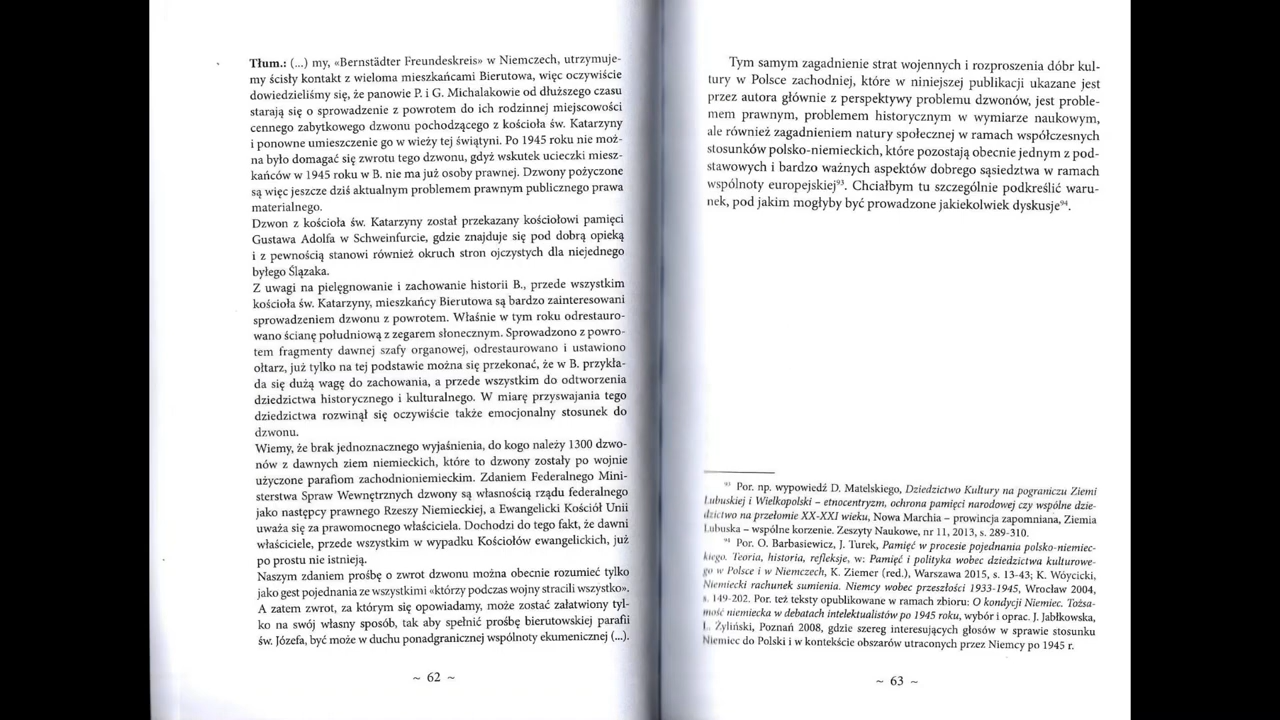 Tłum.: (...) my, «Bernstädter Freundeskreis» w Niemczech, utrzymuje-
my ścisły kontakt z wieloma mieszkańcami Bierutowa, więc oczywiście
dowiedzieliśmy się, że panowie P. i G. Michalakowie od dłuższego czasu
starają się o sprowadzenie z powrotem do ich rodzinnej miejscowości
cennego zabytkowego dzwonu pochodzącego z kościoła św. Katarzyny
i ponowne umieszczenie go w wieży tej świątyni. Po 1945 roku nie moż-
na było domagać się zwrotu tego dzwonu, gdyż wskutek ucieczki miesz-
kańców w 1945 roku w B. nie ma już osoby prawnej. Dzwony pożyczone
są więc jeszcze dziś aktualnym problemem prawnym publicznego prawa
materialnego.
Dzwon z kościoła św. Katarzyny został przekazany kościołowi pamięci
Gustawa Adolfa w Schweinfurcie, gdzie znajduje się pod dobrą opieką
i z pewnością stanowi również okruch stron ojczystych dla niejednego
byłego Ślązaka.
Z uwagi na pielęgnowanie i zachowanie historii B., przede wszystkim
kościoła św. Katarzyny, mieszkańcy Bierutowa są bardzo zainteresowani
sprowadzeniem dzwonu z powrotem. Właśnie w tym roku odrestauro-
wano ścianę południową z zegarem słonecznym. Sprowadzono z powro-
tem fragmenty dawnej szafy organowej, odrestaurowano i ustawiono
ołtarz, już tylko na tej podstawie można się przekonać, że w B. przykła-
da się dużą wagę do zachowania, a przede wszystkim do odtworzenia
dziedzictwa historycznego i kulturalnego. W miarę przyswajania tego
dziedzictwa rozwinął się oczywiście także emocjonalny stosunek do
dzwonu.
Wiemy, że brak jednoznacznego wyjaśnienia, do kogo należy 1300 dzwo-
nów z dawnych ziem niemieckich, które to dzwony zostały po wojnie
użyczone parafiom zachodnioniemieckim. Zdaniem Federalnego Mini-
sterstwa Spraw Wewnętrznych dzwony są własnością rządu federalnego
jako następcy prawnego Rzeszy Niemieckiej, a Ewangelicki Kościół Unii
uważa się za prawomocnego właściciela. Dochodzi do tego fakt, że dawni
właściciele, przede wszystkim w wypadku Kościołów ewangelickich, już
po prostu nie istnieją.
Naszym zdaniem prośbę o zwrot dzwonu można obecnie rozumieć tylko
jako gest pojednania ze wszystkimi «którzy podczas wojny stracili wszystko».
A zatem zwrot, za którym się opowiadamy, może zostać załatwiony tyl-
ko na swój własny sposób, tak aby spełnić prośbę bierutowskiej parafii
św. Józefa, być może w duchu ponadgranicznej wspólnoty ekumenicznej (...).
~ 62 ~
Tym samym zagadnienie strat wojennych i rozproszenia dóbr kul-
tury w Polsce zachodniej, które w niniejszej publikacji ukazane jest
przez autora głównie z perspektywy problemu dzwonów, jest proble-
mem prawnym, problemem historycznym w wymiarze naukowym,
ale również zagadnieniem natury społecznej w ramach współczesnych
stosunków polsko-niemieckich, które pozostają obecnie jednym z pod-
stawowych i bardzo ważnych aspektów dobrego sąsiedztwa w ramach
wspólnoty europejskiej⁹³. Chciałbym tu szczególnie podkreślić waru-
nek, pod jakim mogłyby być prowadzone jakiekolwiek dyskusje⁹⁴.
⁹³ Por. np. wypowiedź D. Matelskiego, Dziedzictwo Kultury na pograniczu Ziemi
Lubuskiej i Wielkopolski – etnocentryzm, ochrona pamięci narodowej czy wspólne dzie-
dzictwo na przełomie XX-XXI wieku, Nowa Marchia – prowincja zapomniana, Ziemia
Lubuska – wspólne korzenie. Zeszyty Naukowe, nr 11, 2013, s. 289-310.
⁹⁴ Por. O. Barbasiewicz, J. Turek, Pamięć w procesie pojednania polsko-niemiec-
kiego. Teoria, historia, refleksje, w: Pamięć i polityka wobec dziedzictwa kulturowe-
go w Polsce i w Niemczech, K. Ziemer (red.), Warszawa 2015, s. 13-43; K. Wóycicki,
Niemiecki rachunek sumienia. Niemcy wobec przeszłości 1933-1945, Wrocław 2004,
s. 149-202. Por. też teksty opublikowane w ramach zbioru: O kondycji Niemiec. Tożsa-
mość niemiecka w debatach intelektualistów po 1945 roku, wybór i oprac. J. Jabłkowska,
L. Żyliński, Poznań 2008, gdzie szereg interesujących głosów w sprawie stosunku
Niemiec do Polski i w kontekście obszarów utraconych przez Niemcy po 1945 r.
~ 63 ~